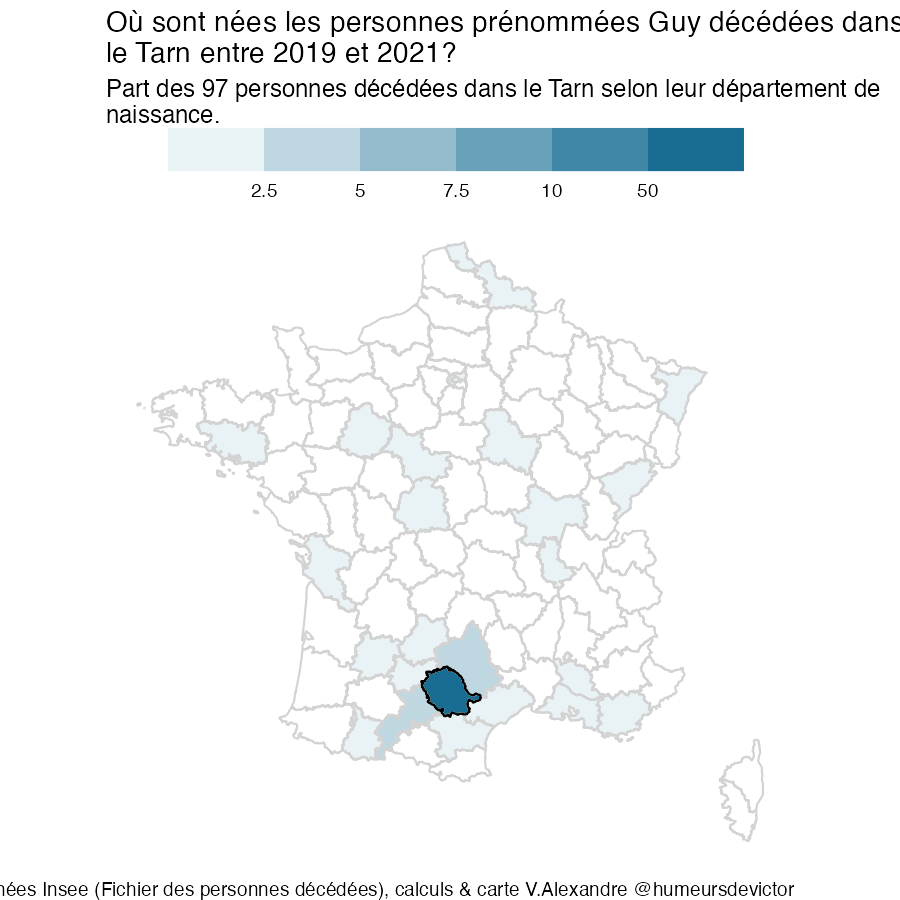 Où sont nées les personnes prénommées Guy décédées dans
le Tarn entre 2019 et 2021?
Part des 97 personnes décédées dans le Tarn selon leur département de
naissance.
2.5 5 7.5 10 50
nées Insee (Fichier des personnes décédées), calculs & carte V.Alexandre @humeursdevictor